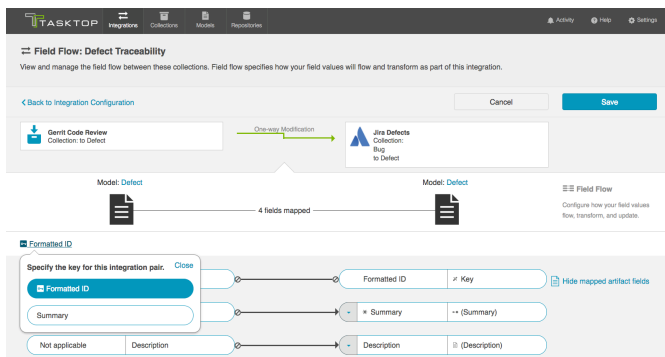 TASKTOP
Integrations
Collections
Models
Repositories
Activity
Help
Settings
Field Flow: Defect Traceability
View and manage the field flow between these collections. Field flow specifies how your field values will flow and transform as part of this integration.
Back to Integration Configuration
Cancel
Save
Gerrit Code Review
Collection: to Defect
One-way Modification
Jira Defects
Collection:
Bug
to Defect
Model: Defect
Model: Defect
4 fields mapped
Field Flow
Configure how your field values
flow, transform, and update.
Formatted ID
Specify the key for this integration pair. Close
Formatted ID
Summary
Formatted ID
Key
Hide mapped artifact fields
Summary
(Summary)
Not applicable
Description
Description
(Description)